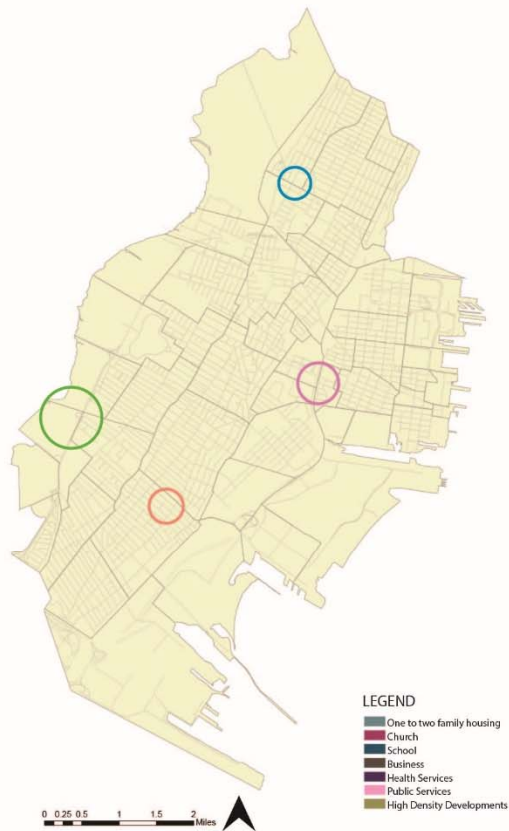 LEGEND
One to two family housing
Church
School
Business
Health Services
Public Services
High Density Developments
0 0.25 0.5 1 1.5 2
Miles